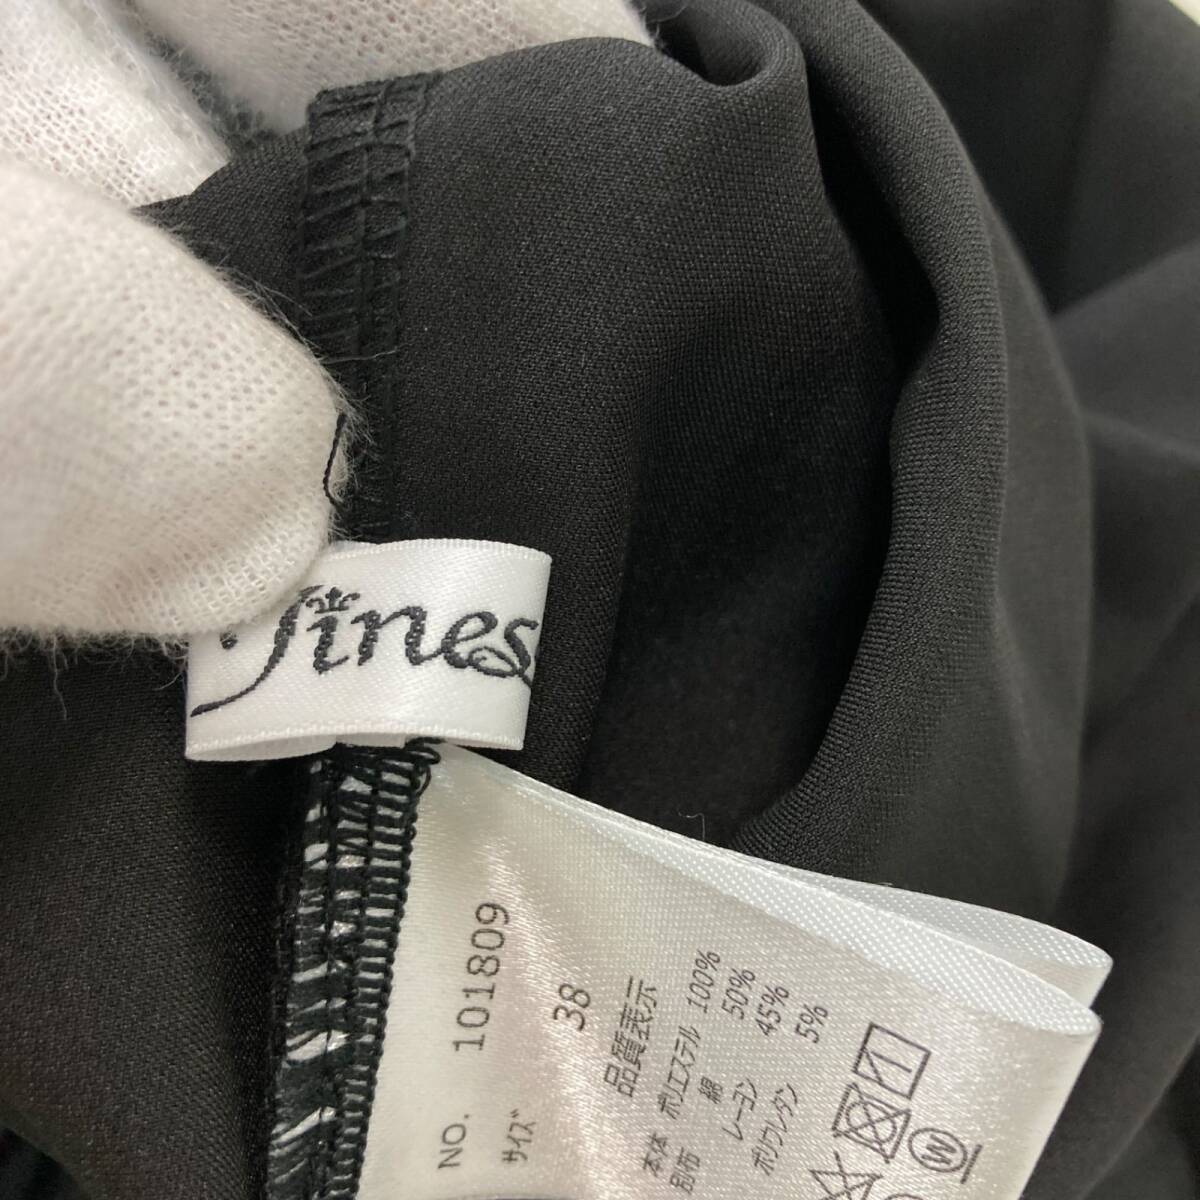 Jines
NO. 101809
サイズ 38
品質表示
本体 ポリエステル 100%
別布 綿 50%
レーヨン 45%
ポリウレタン 5%
W